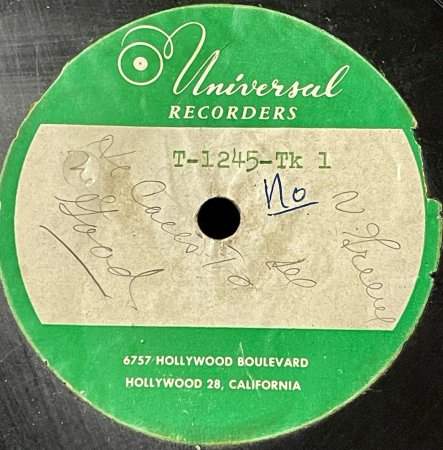 Universal
RECORDERS
T-1245-Tk 1
No
Good
6757 HOLLYWOOD BOULEVARD
HOLLYWOOD 28, CALIFORNIA